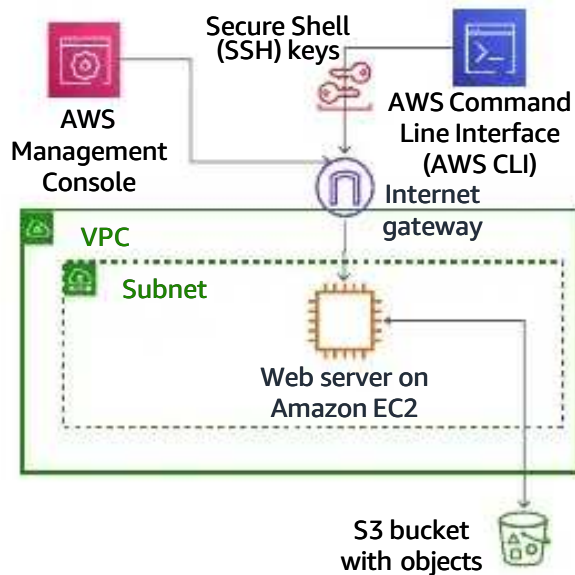 Secure Shell
(SSH) keys
AWS
Management
Console
AWS Command
Line Interface
(AWS CLI)
Internet
gateway
VPC
Subnet
Web server on
Amazon EC2
S3 bucket
with objects